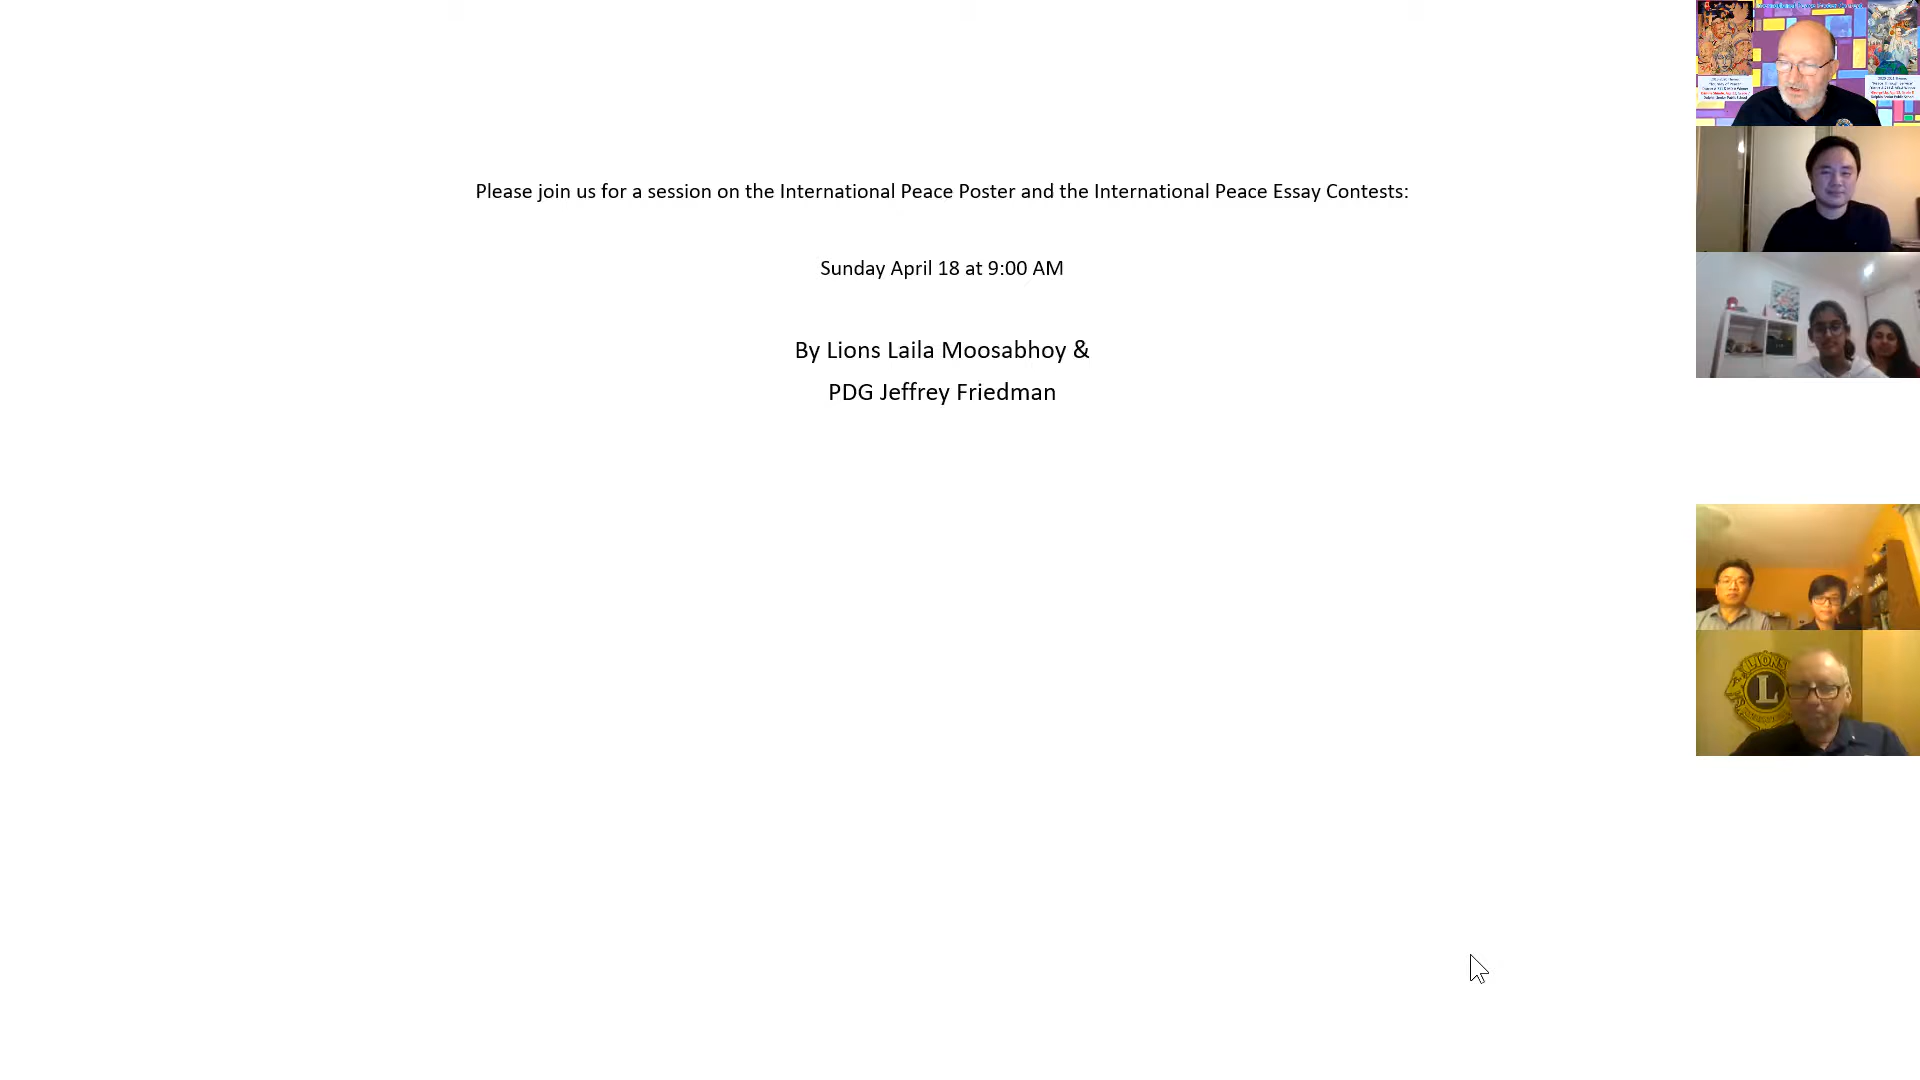 Please join us for a session on the International Peace Poster and the International Peace Essay Contests:
Sunday April 18 at 9:00 AM
By Lions Laila Moosabhoy &
PDG Jeffrey Friedman
LIONS
L